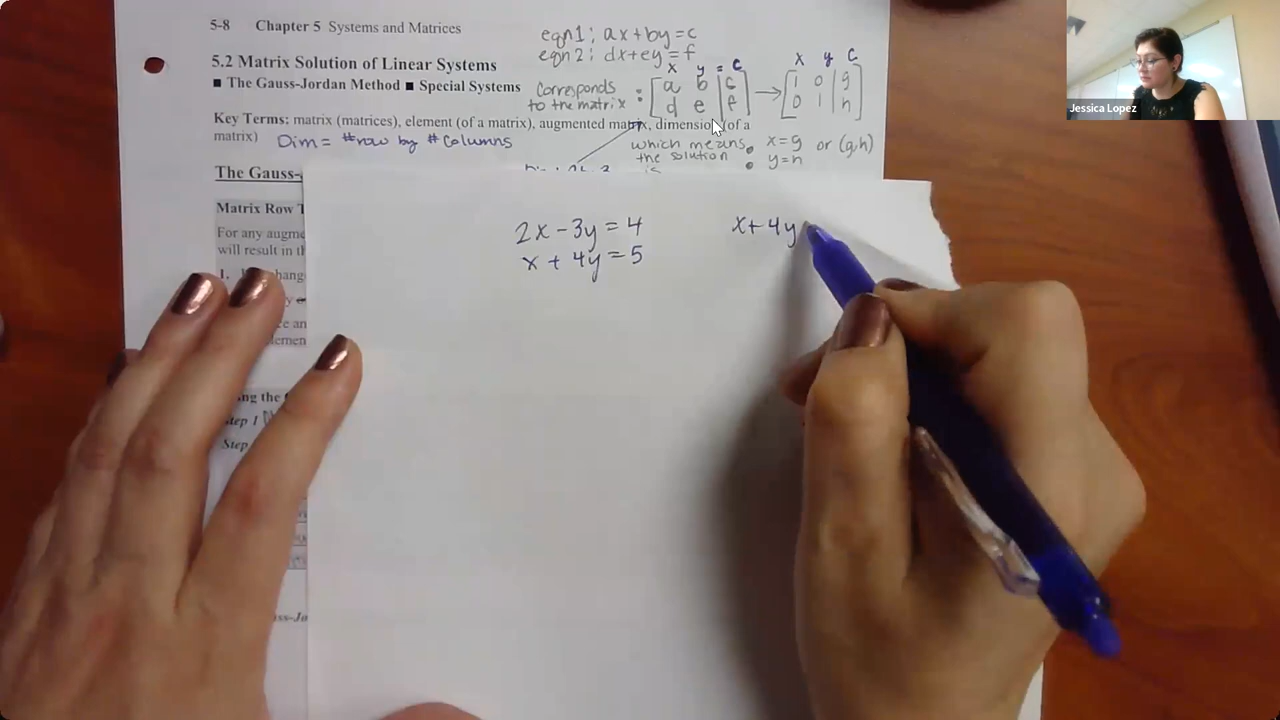 5-8 Chapter 5 Systems and Matrices
5.2 Matrix Solution of Linear Systems
■ The Gauss-Jordan Method ■ Special Systems
eqn1: ax+by=c
eqn2: dx+ey=f
Corresponds
to the matrix :
x y = c
a b | c
d e | f
→
x y c
1 0 | g
0 1 | h
Key Terms: matrix (matrices), element (of a matrix), augmented matrix, dimension (of a
matrix)
Dim = #row by #columns
which means
the solution
is
• x=g
• y=h
or (g,h)
The Gauss-
Matrix Row T
For any augme
will result in th
2x-3y=4
x+4y=5
x+4y
Step 1
Step
Jessica Lopez